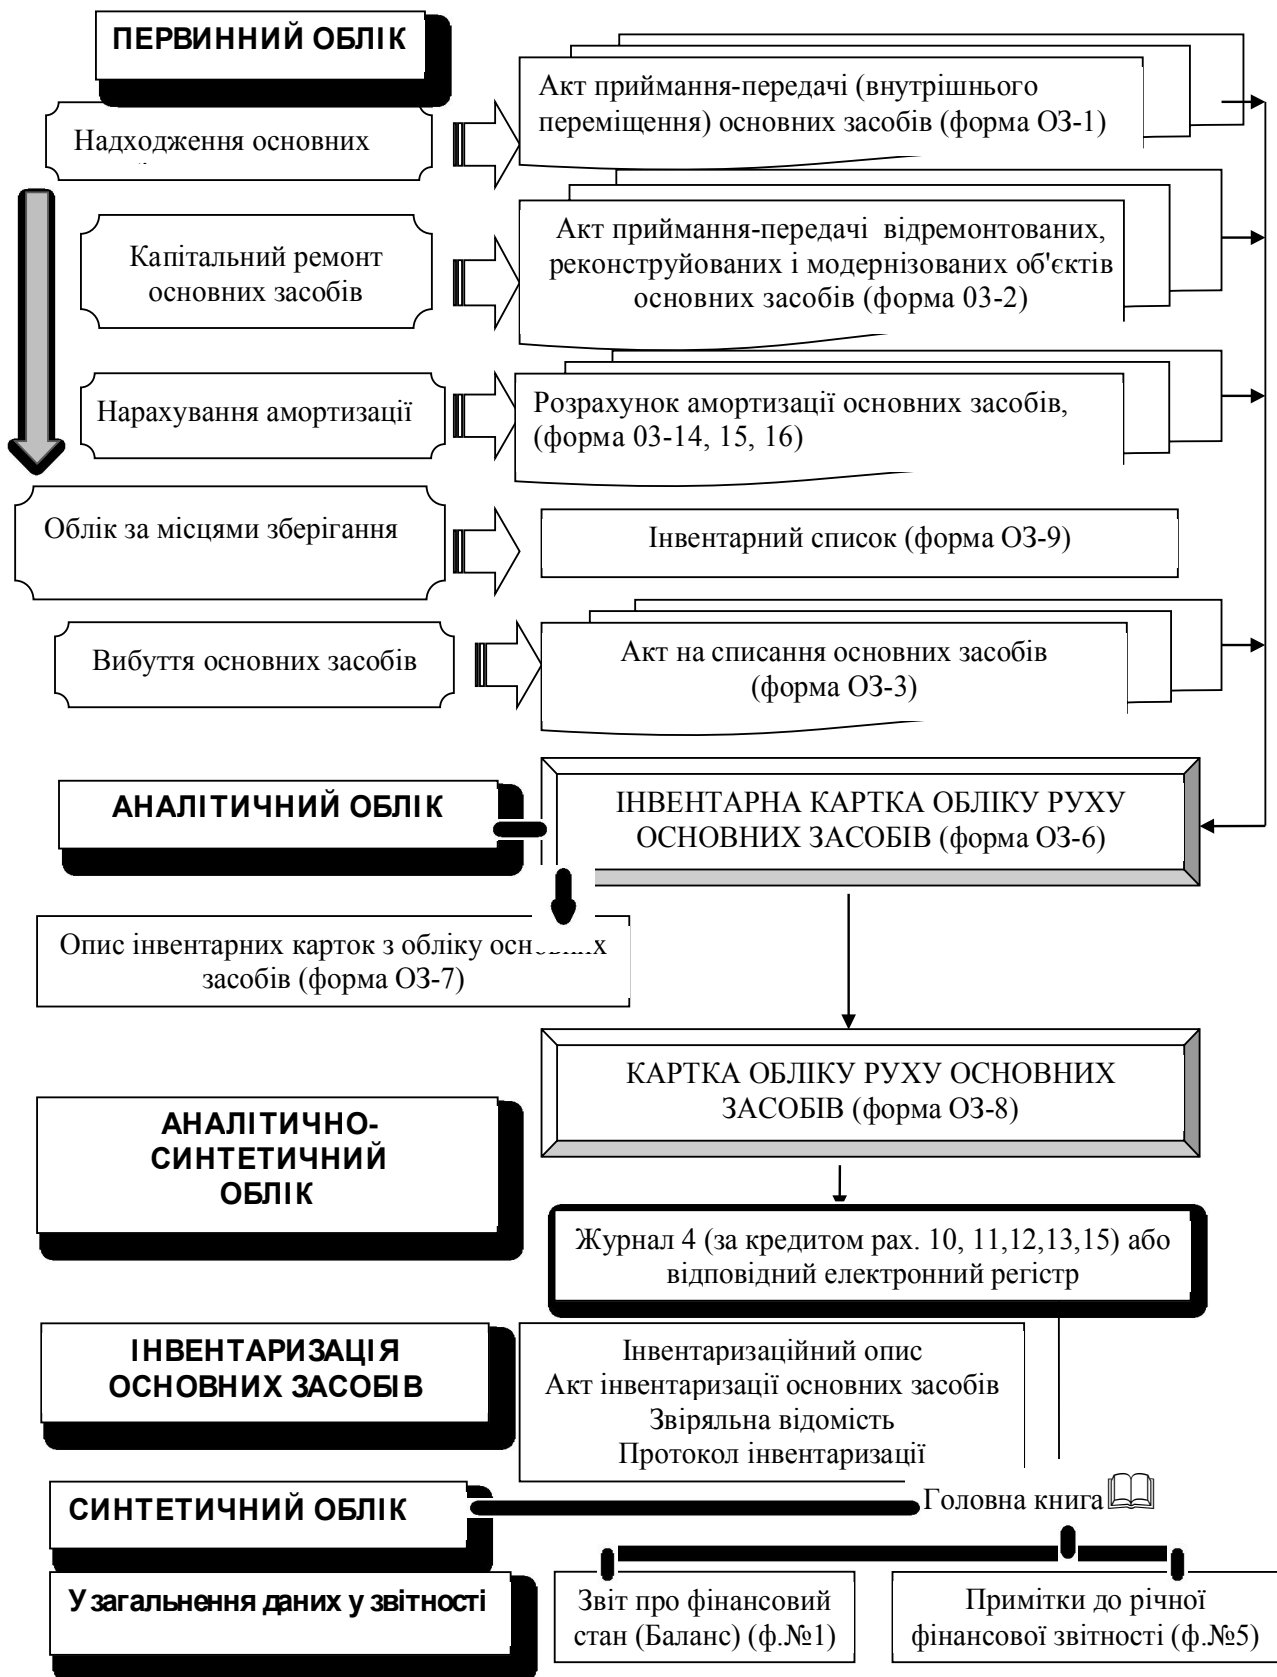 ПЕРВИННИЙ ОБЛІК
Акт приймання-передачі (внутрішнього
переміщення) основних засобів (форма ОЗ-1)
Надходження основних
Акт приймання-передачі відремонтованих,
реконструйованих і модернізованих об'єктів
основних засобів (форма 03-2)
Капітальний ремонт
основних засобів
Нарахування амортизації
Розрахунок амортизації основних засобів,
(форма 03-14, 15, 16)
Облік за місцями зберігання
Інвентарний список (форма ОЗ-9)
Вибуття основних засобів
Акт на списання основних засобів
(форма ОЗ-3)
АНАЛІТИЧНИЙ ОБЛІК
ІНВЕНТАРНА КАРТКА ОБЛІКУ РУХУ
ОСНОВНИХ ЗАСОБІВ (форма ОЗ-6)
Опис інвентарних карток з обліку основних
засобів (форма ОЗ-7)
КАРТКА ОБЛІКУ РУХУ ОСНОВНИХ
ЗАСОБІВ (форма ОЗ-8)
АНАЛІТИЧНО-
СИНТЕТИЧНИЙ
ОБЛІК
Журнал 4 (за кредитом рах. 10, 11,12,13,15) або
відповідний електронний регістр
ІНВЕНТАРИЗАЦІЯ
ОСНОВНИХ ЗАСОБІВ
Інвентаризаційний опис
Акт інвентаризації основних засобів
Звіряльна відомість
Протокол інвентаризації
СИНТЕТИЧНИЙ ОБЛІК
Головна книга
Узагальнення даних у звітності
Звіт про фінансовий
стан (Баланс) (ф.№1)
Примітки до річної
фінансової звітності (ф.№5)